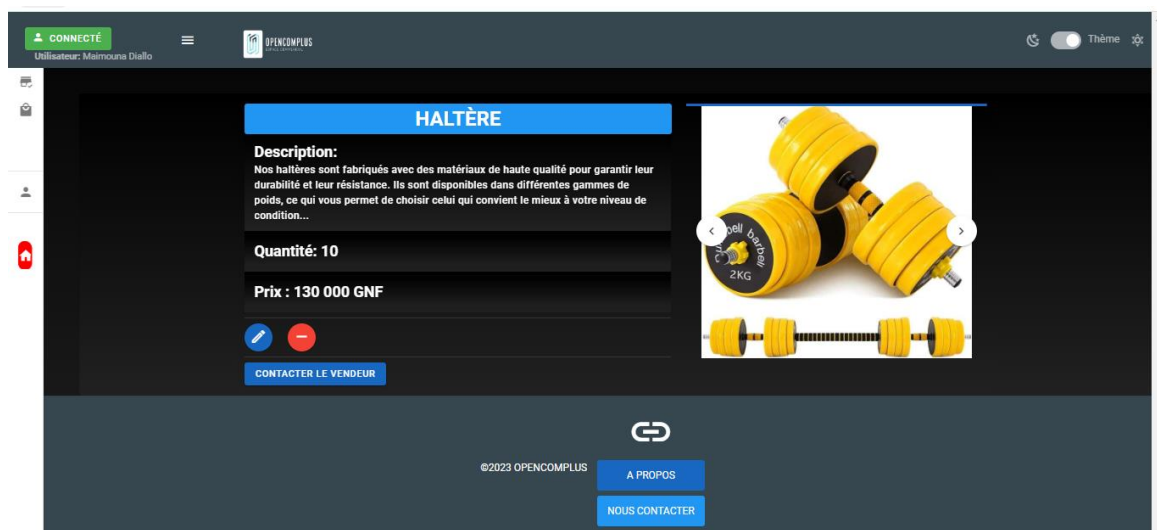 CONNECTÉ
Utilisateur: Maimouna Diallo
OPENCOMPLUS
Thème
HALTÈRE
Description:
Nos haltères sont fabriqués avec des matériaux de haute qualité pour garantir leur
durabilité et leur résistance. Ils sont disponibles dans différentes gammes de
poids, ce qui vous permet de choisir celui qui convient le mieux à votre niveau de
condition...
Quantité: 10
Prix : 130 000 GNF
CONTACTER LE VENDEUR
barbell
2KG
©2023 OPENCOMPLUS
A PROPOS
NOUS CONTACTER